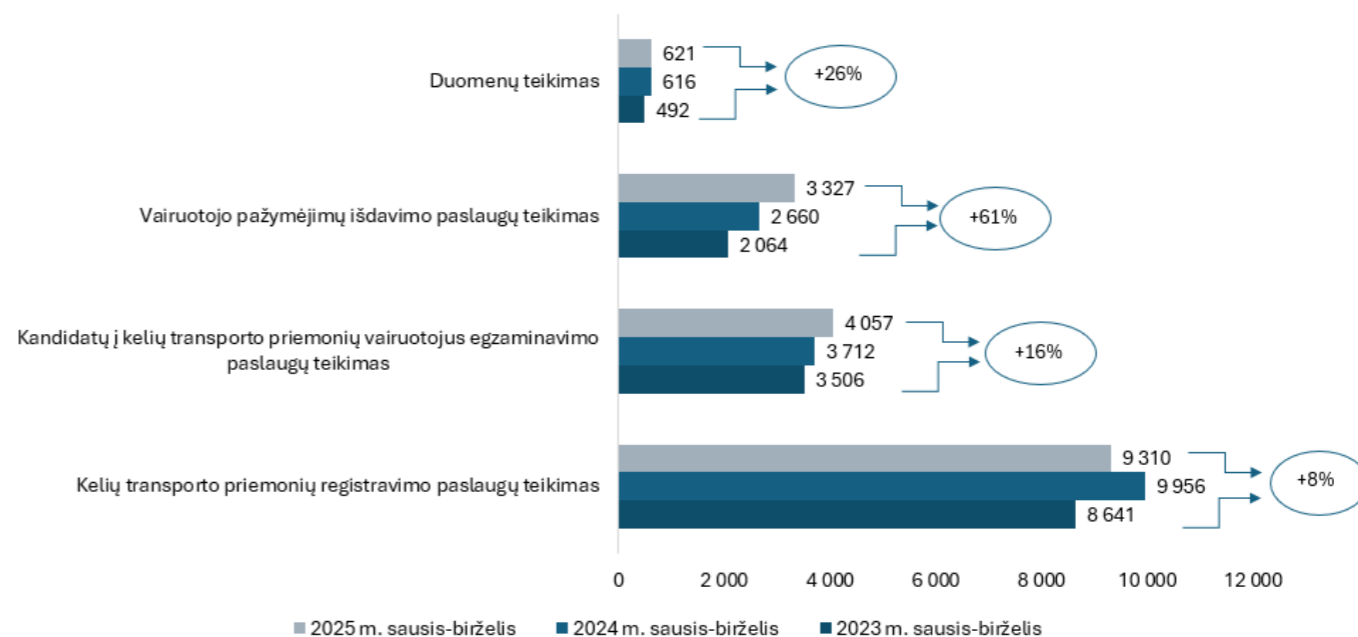 621
Duomenų teikimas
616
+26%
492
3 327
Vairuotojo pažymėjimų išdavimo paslaugų teikimas
2 660
+61%
2 064
4 057
Kandidatų į kelių transporto priemonių vairuotojus egzaminavimo
paslaugų teikimas
3 712
+16%
3 506
9 310
Kelių transporto priemonių registravimo paslaugų teikimas
9 956
+8%
8 641
0 2 000 4 000 6 000 8 000 10 000 12 000
2025 m. sausis-birželis 2024 m. sausis-birželis 2023 m. sausis-birželis